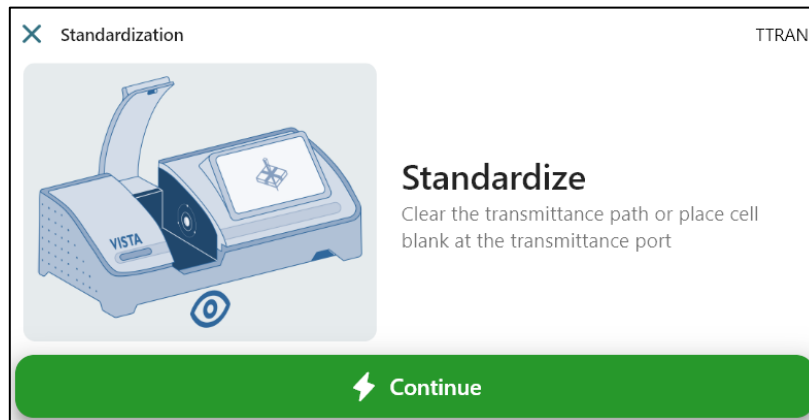 Standardization
TTRAN
VISTA
Standardize
Clear the transmittance path or place cell
blank at the transmittance port
Continue